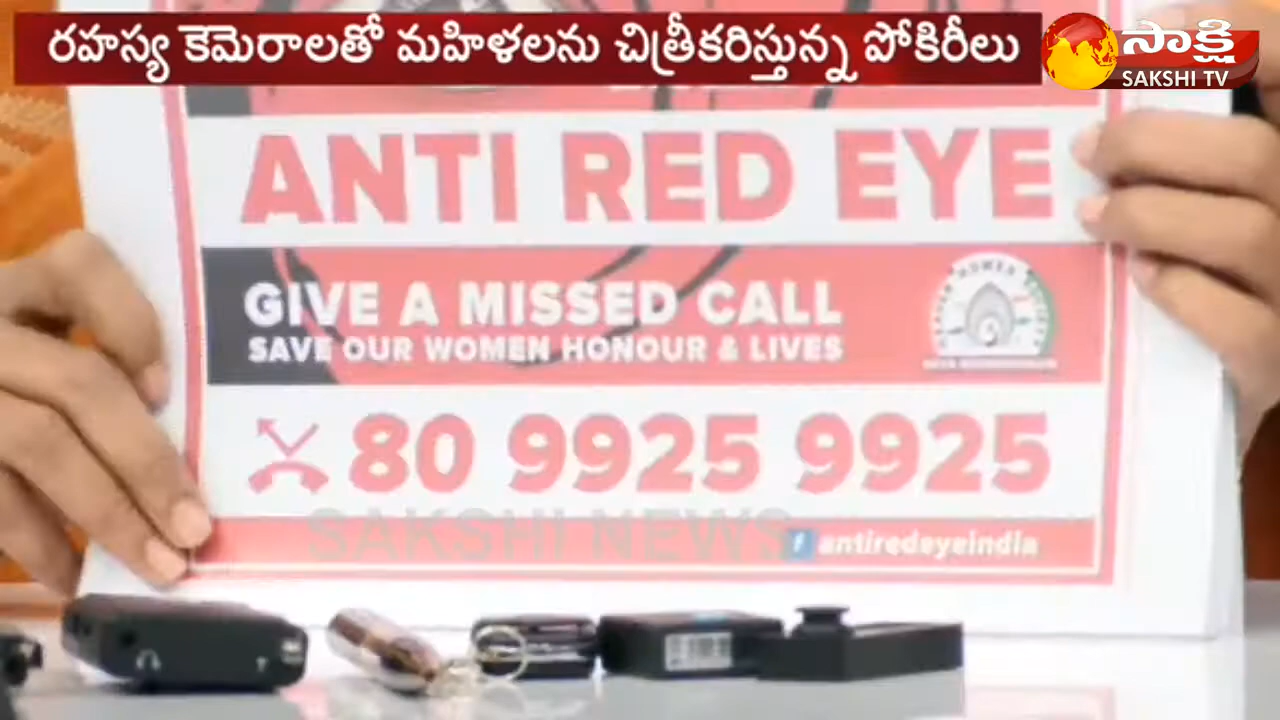 రహస్య కెమెరాలతో మహిళలను చిత్రీకరిస్తున్న పోకిరీలు
సాక్షి
SAKSHI TV
ANTI RED EYE
GIVE A MISSED CALL
SAVE OUR WOMEN HONOUR & LIVES
80 9925 9925
SAKSHI NEWS
f antiredeyeindia